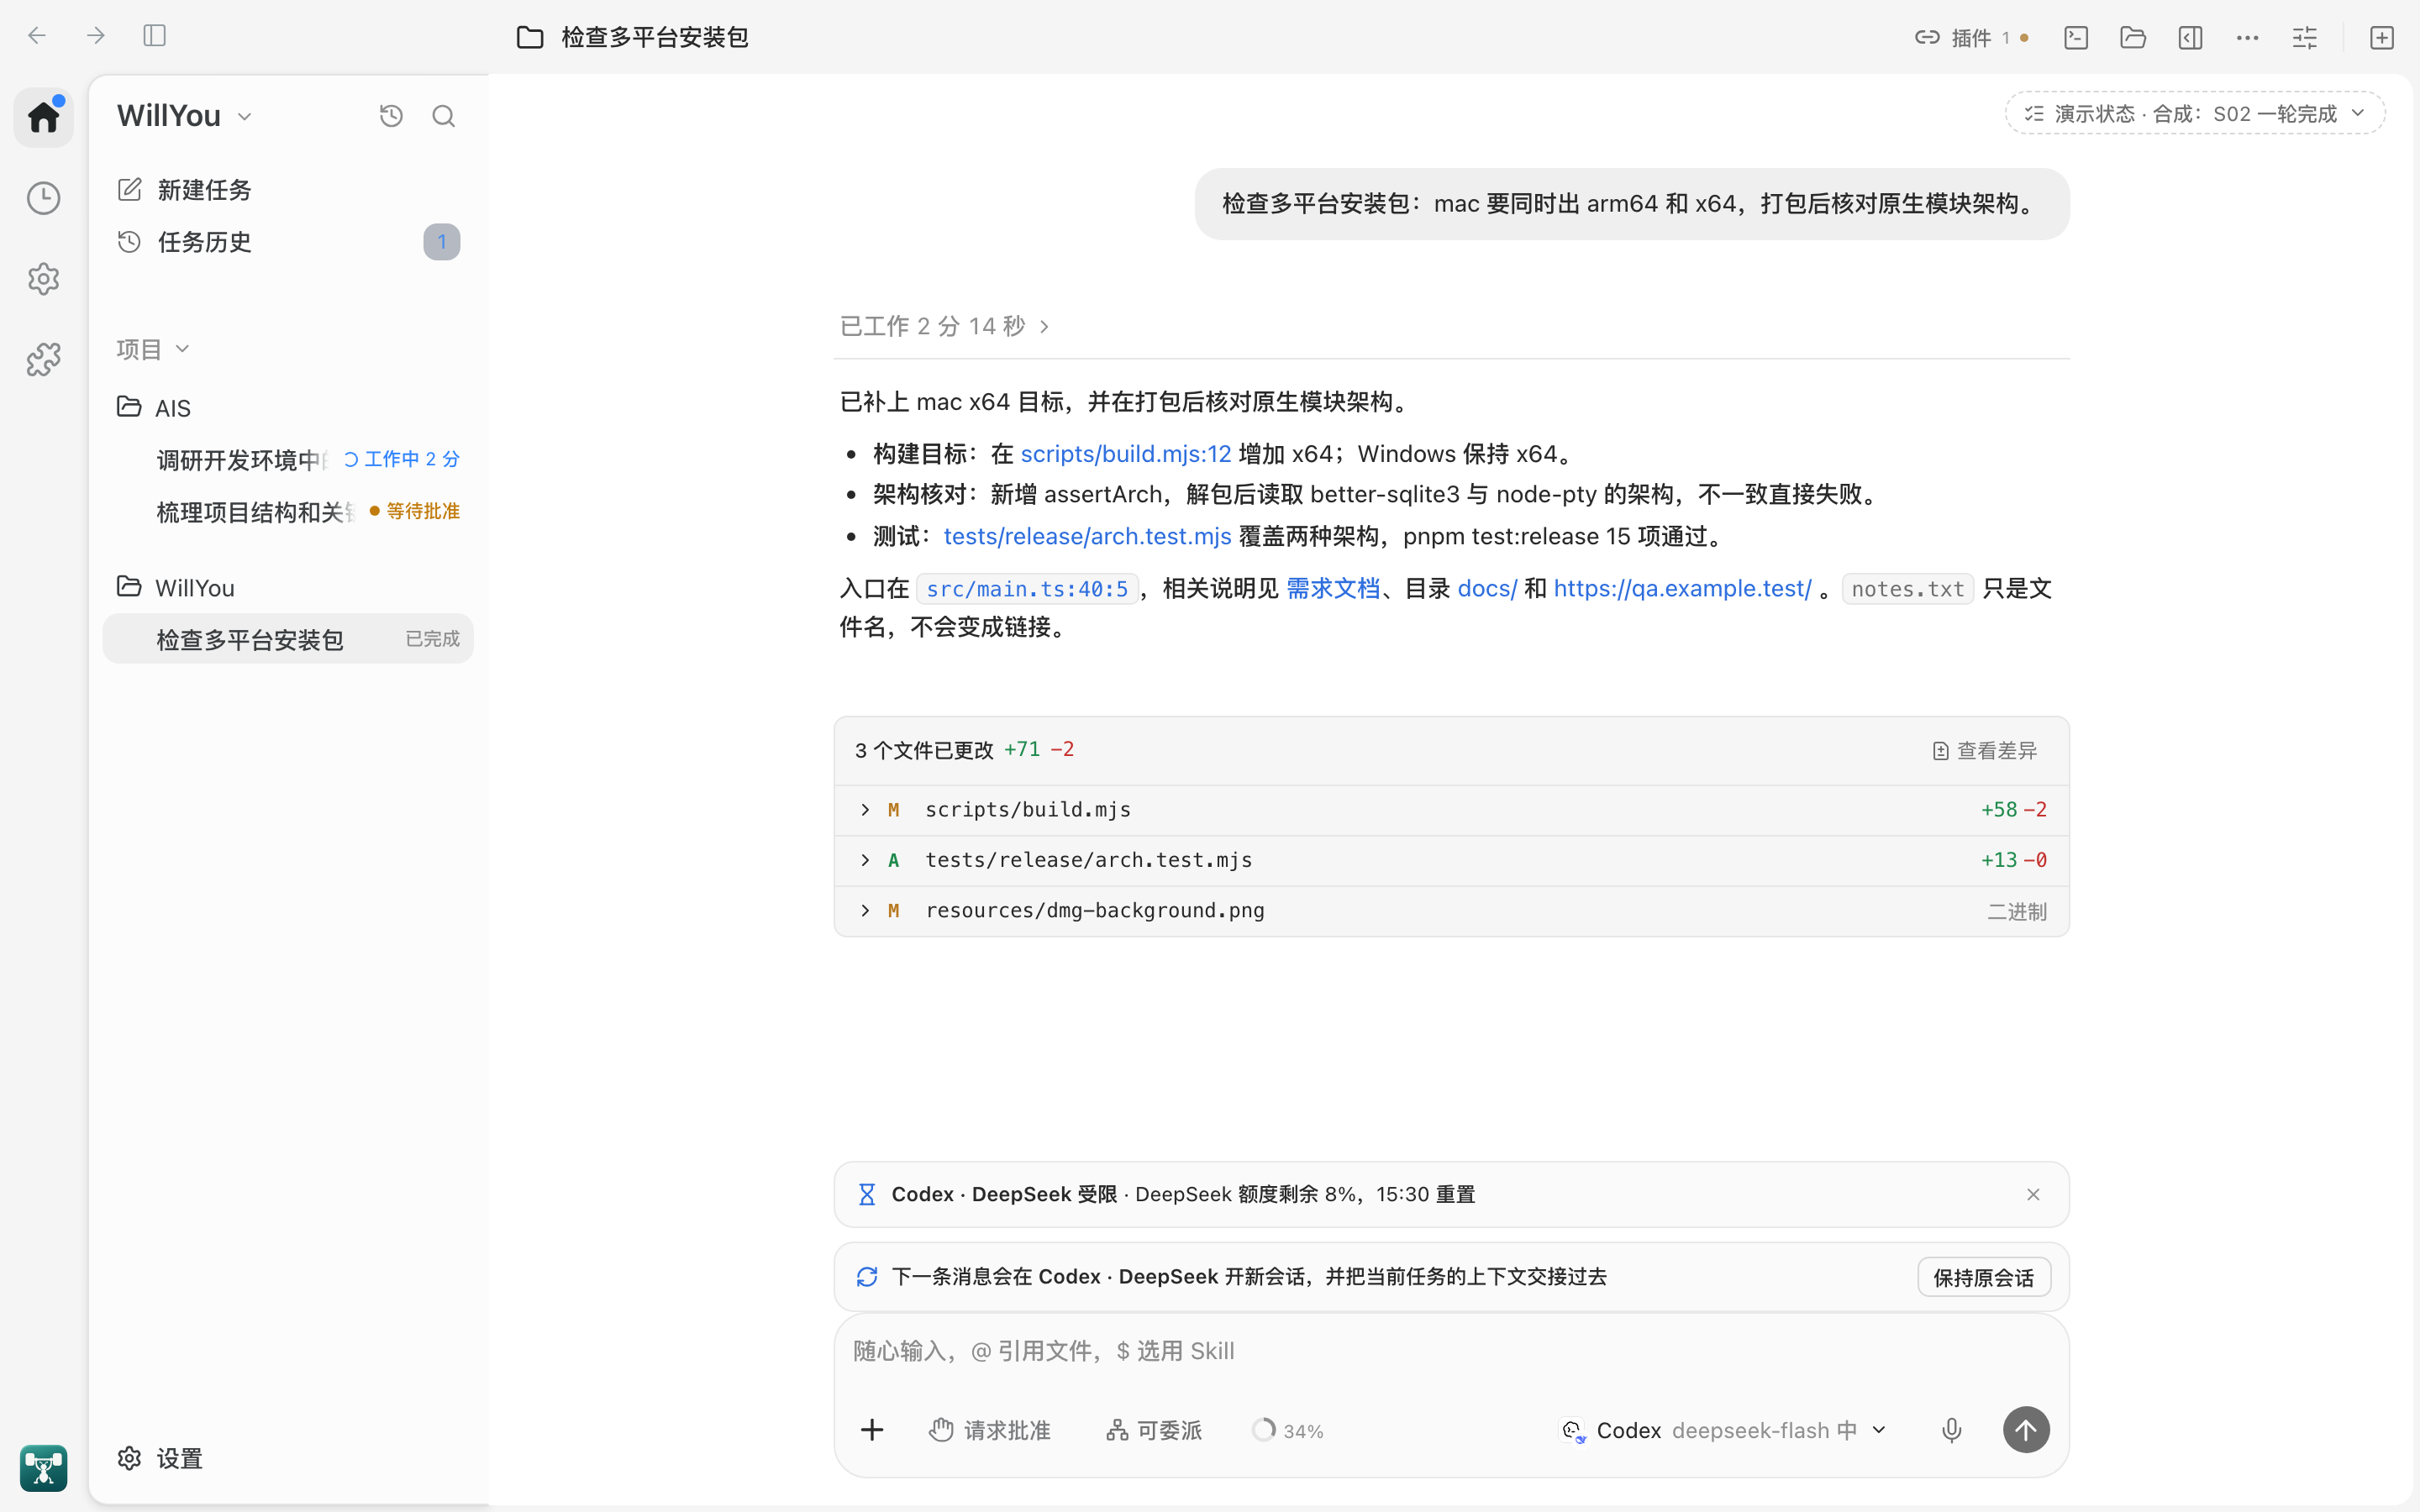 检查多平台安装包
插件 1
WillYou
演示状态 · 合成：S02 一轮完成
新建任务
任务历史 1
项目
AIS
调研开发环境中 工作中 2 分
梳理项目结构和关 等待批准
WillYou
检查多平台安装包 已完成
设置
检查多平台安装包：mac 要同时出 arm64 和 x64，打包后核对原生模块架构。
已工作 2 分 14 秒
已补上 mac x64 目标，并在打包后核对原生模块架构。
• 构建目标：在 scripts/build.mjs:12 增加 x64；Windows 保持 x64。
• 架构核对：新增 assertArch，解包后读取 better-sqlite3 与 node-pty 的架构，不一致直接失败。
• 测试：tests/release/arch.test.mjs 覆盖两种架构，pnpm test:release 15 项通过。
入口在 src/main.ts:40:5，相关说明见 需求文档、目录 docs/ 和 https://qa.example.test/ 。notes.txt 只是文
件名，不会变成链接。
3 个文件已更改 +71 −2 查看差异
M scripts/build.mjs +58 −2
A tests/release/arch.test.mjs +13 −0
M resources/dmg-background.png 二进制
Codex · DeepSeek 受限 · DeepSeek 额度剩余 8%，15:30 重置
下一条消息会在 Codex · DeepSeek 开新会话，并把当前任务的上下文交接过去 保持原会话
随心输入，@ 引用文件，$ 选用 Skill
请求批准 可委派 34% Codex deepseek-flash 中